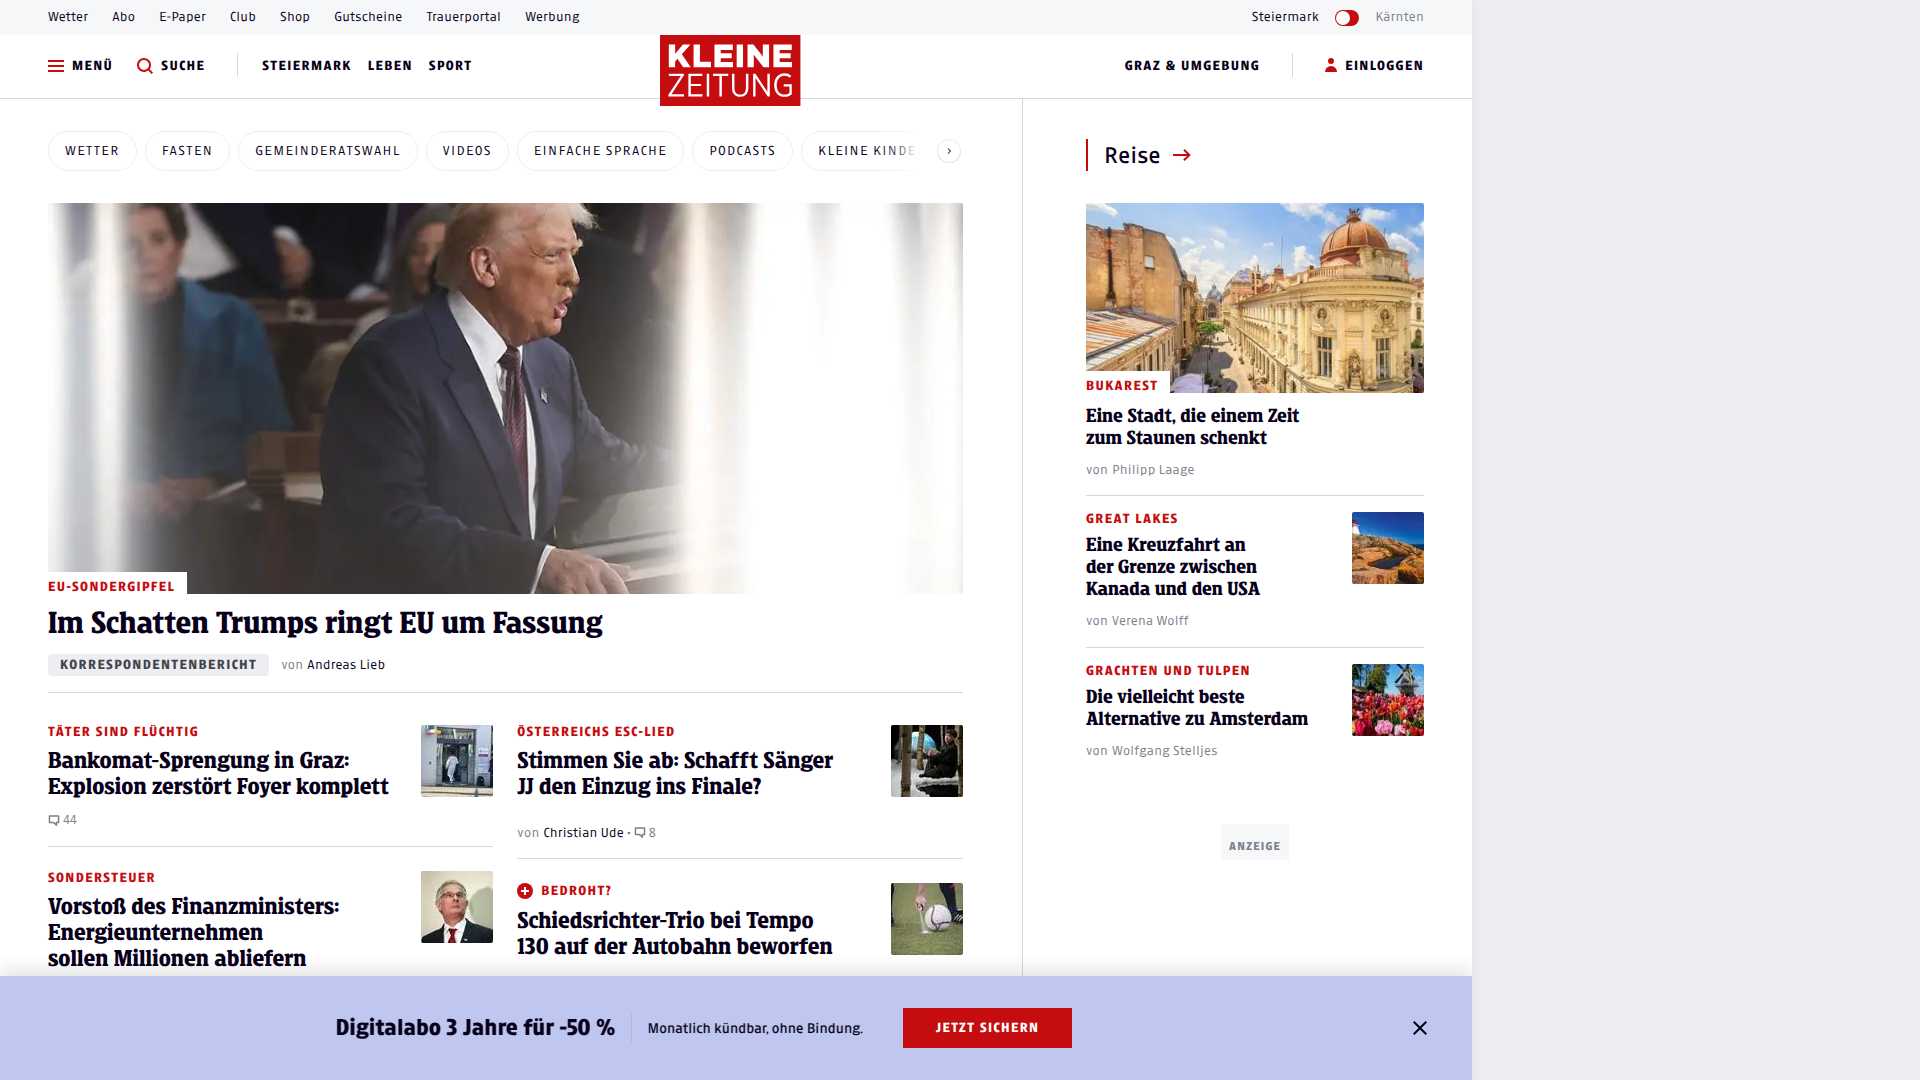 Wetter Abo E-Paper Club Shop Gutscheine Trauerportal Werbung Steiermark Kärnten
MENÜ SUCHE STEIERMARK LEBEN SPORT KLEINE ZEITUNG GRAZ & UMGEBUNG EINLOGGEN
WETTER FASTEN GEMEINDERATSWAHL VIDEOS EINFACHE SPRACHE PODCASTS KLEINE KINDE
EU-SONDERGIPFEL
Im Schatten Trumps ringt EU um Fassung
KORRESPONDENTENBERICHT von Andreas Lieb
TÄTER SIND FLÜCHTIG
Bankomat-Sprengung in Graz:
Explosion zerstört Foyer komplett
44
SONDERSTEUER
Vorstoß des Finanzministers:
Energieunternehmen
sollen Millionen abliefern
ÖSTERREICHS ESC-LIED
Stimmen Sie ab: Schafft Sänger
JJ den Einzug ins Finale?
von Christian Ude · 8
BEDROHT?
Schiedsrichter-Trio bei Tempo
130 auf der Autobahn beworfen
Reise
BUKAREST
Eine Stadt, die einem Zeit
zum Staunen schenkt
von Philipp Laage
GREAT LAKES
Eine Kreuzfahrt an
der Grenze zwischen
Kanada und den USA
von Verena Wolff
GRACHTEN UND TULPEN
Die vielleicht beste
Alternative zu Amsterdam
von Wolfgang Stelljes
ANZEIGE
Digitalabo 3 Jahre für -50 % Monatlich kündbar, ohne Bindung. JETZT SICHERN